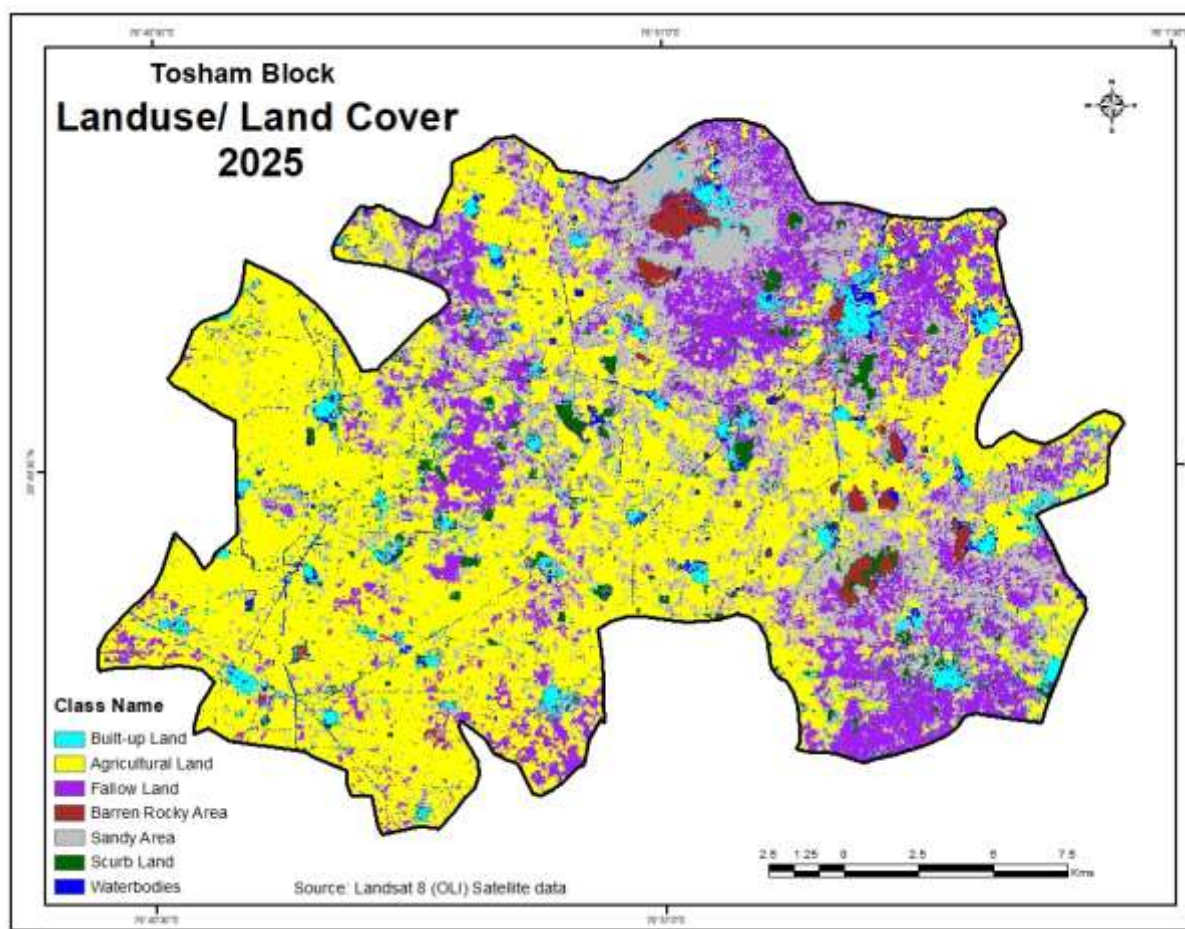 Tosham Block
Landuse/ Land Cover
2025
Class Name
Built-up Land
Agricultural Land
Fallow Land
Barren Rocky Area
Sandy Area
Scurb Land
Waterbodies
Source: Landsat 8 (OLI) Satellite data
2.5 1.25 0 2.5 5 7.5
Kms